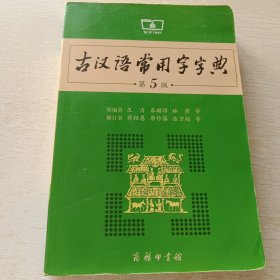 古汉语常用字字典
第5版
原编者 王力 岑麒祥 林焘 等
修订者 蒋绍愚 唐作藩 张万起 等
商务印书馆